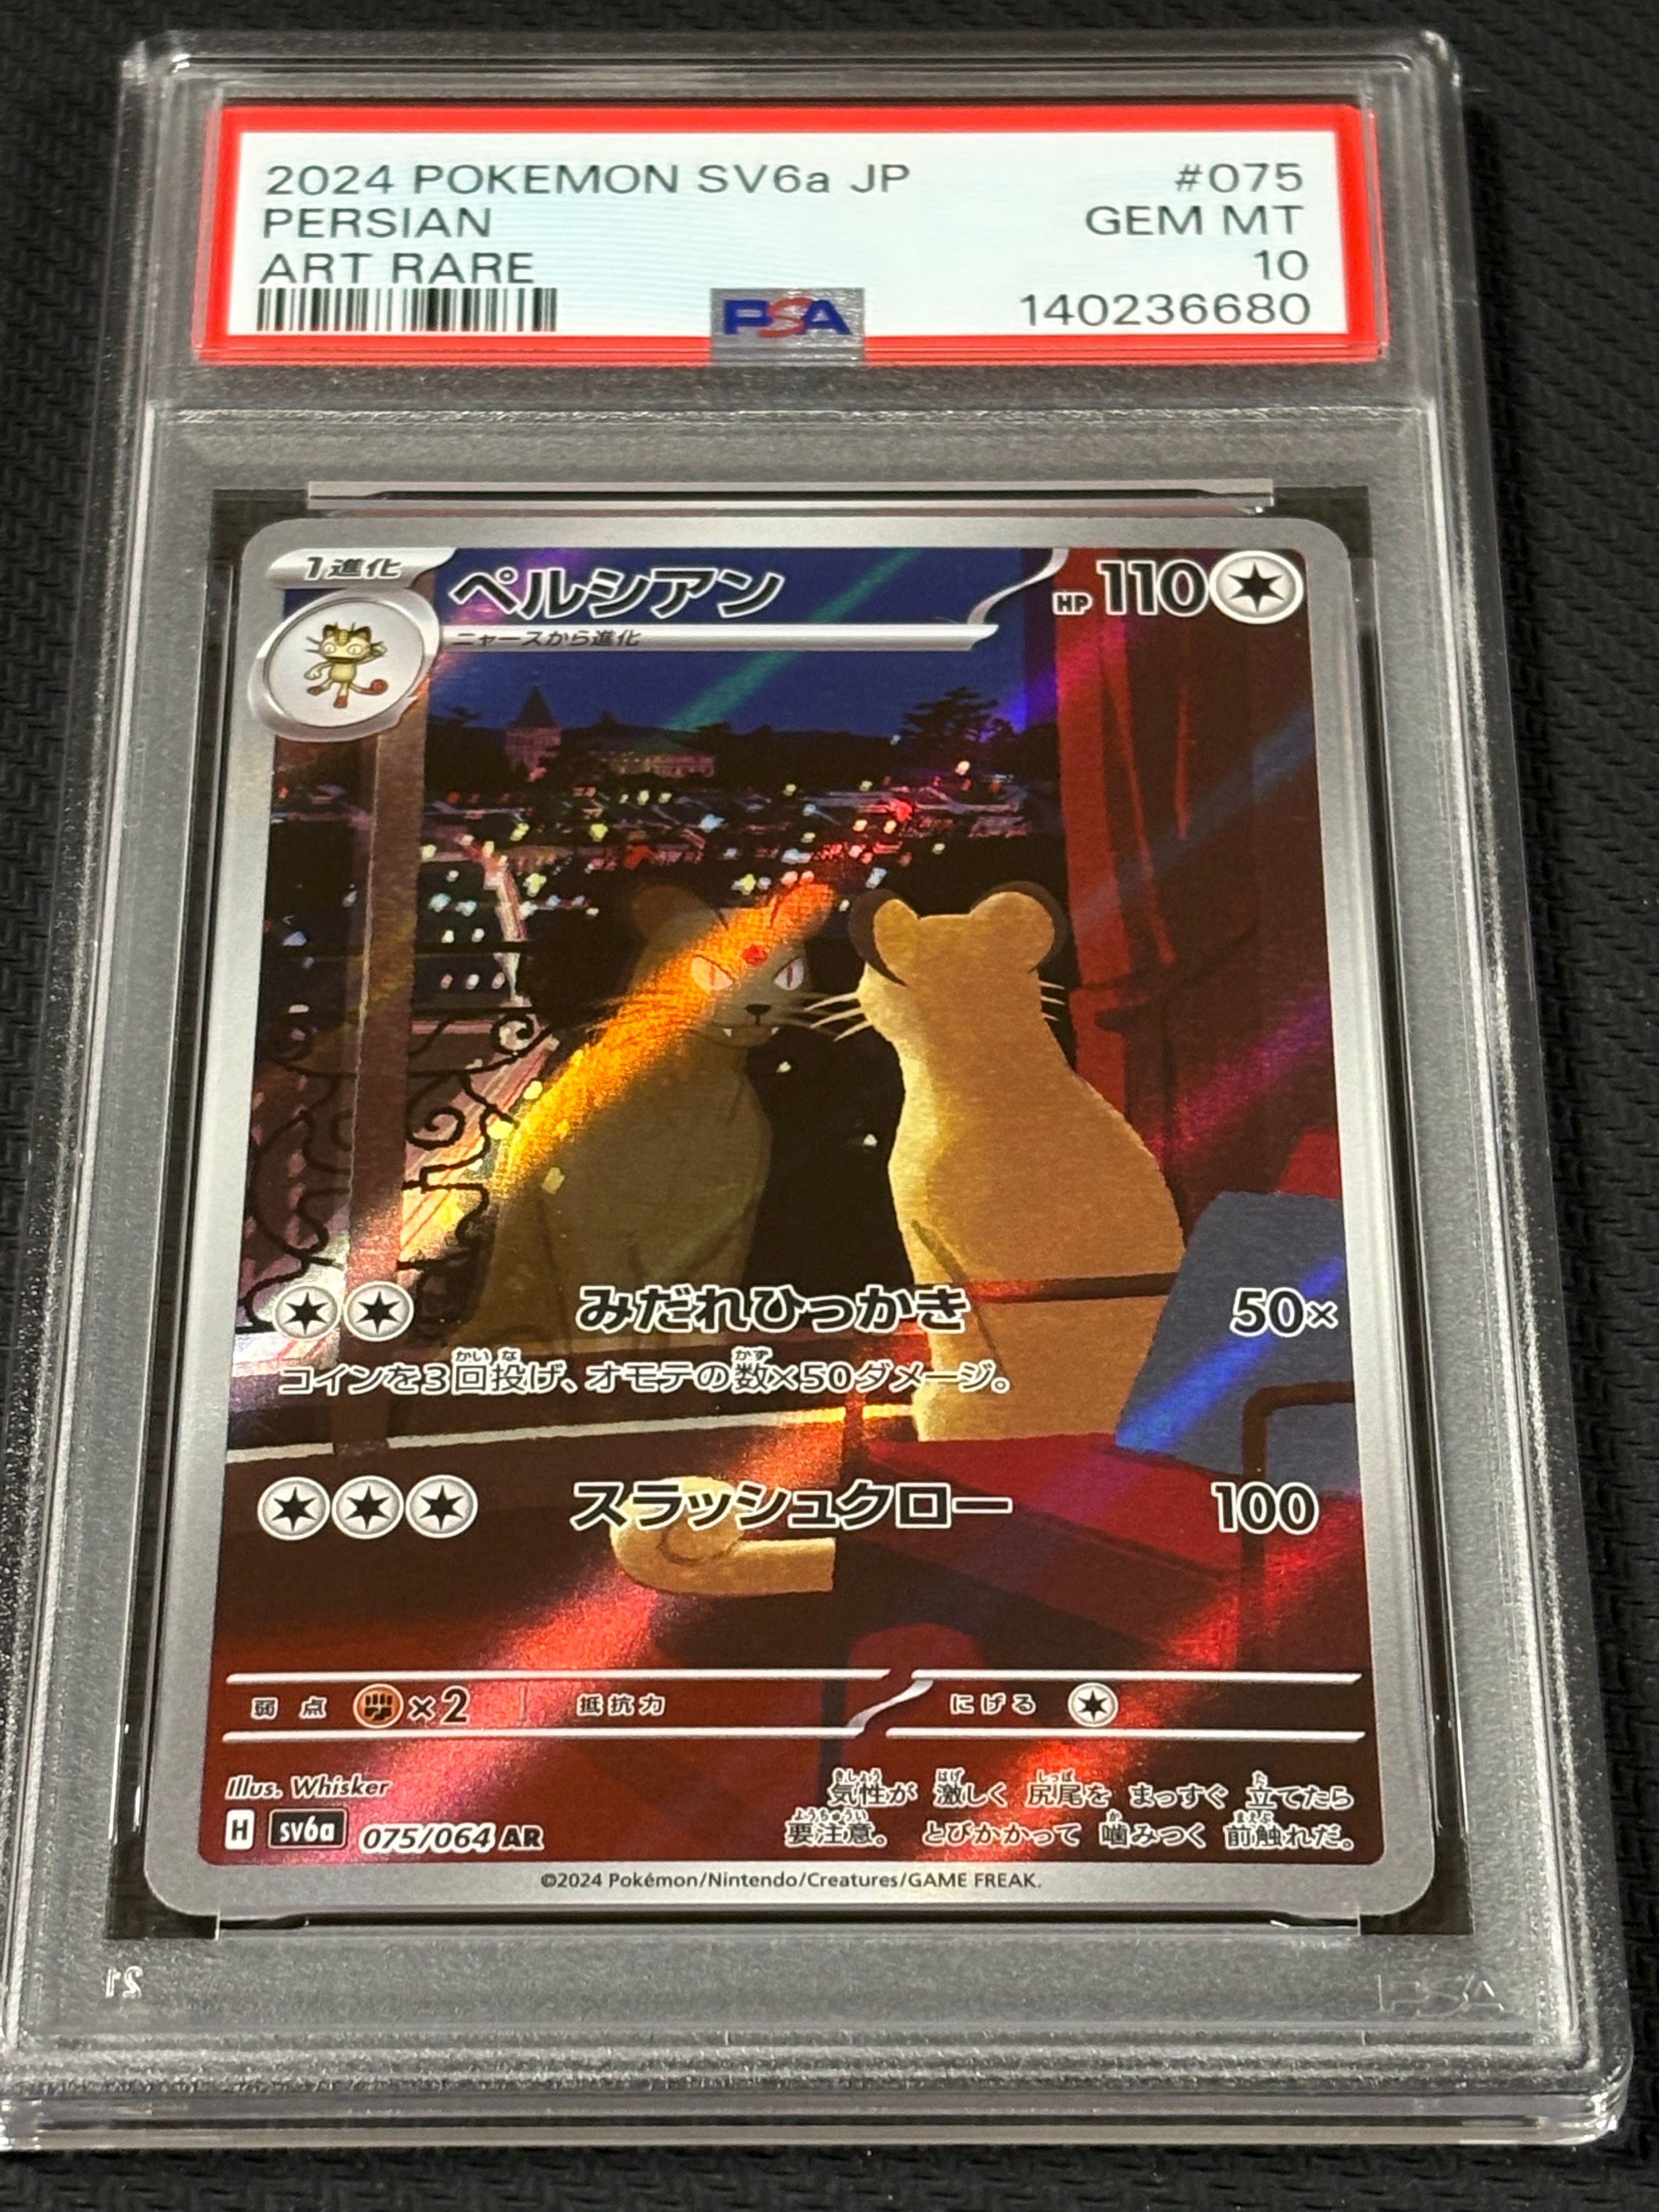 2024 POKEMON SV6a JP #075
PERSIAN GEM MT
ART RARE 10
PSA 140236680
1進化 ペルシアン HP 110
ニャースから進化
みだれひっかき 50×
コインを3回投げ、オモテの数×50ダメージ。
スラッシュクロー 100
弱点 ×2 抵抗力 にげる
Illus. Whisker
気性が 激しく 尻尾を まっすぐ 立てたら
要注意。 とびかかって 噛みつく 前触れだ。
H sv6a 075/064 AR
©2024 Pokémon/Nintendo/Creatures/GAME FREAK.
21 PSA